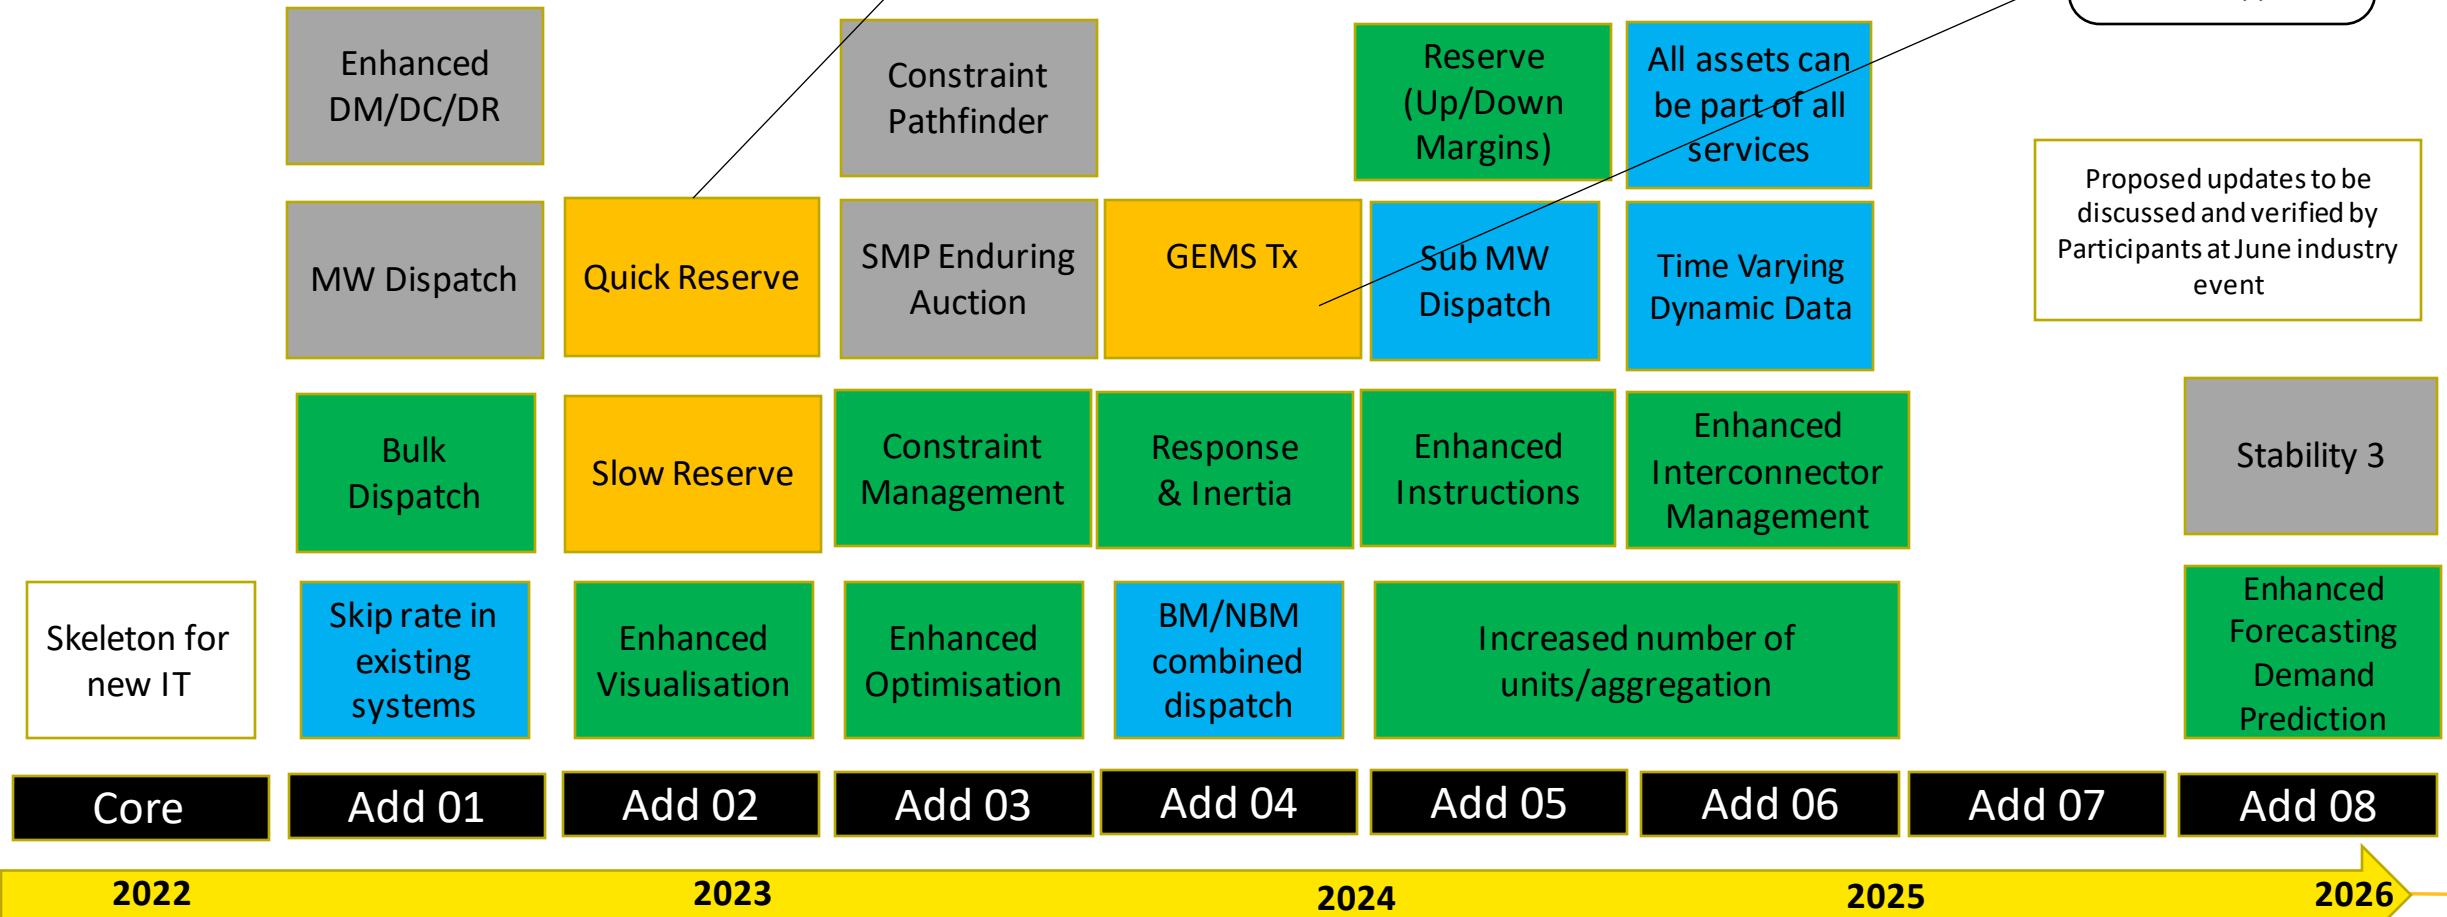 Enhanced
DM/DC/DR
Constraint
Pathfinder
Reserve
(Up/Down
Margins)
All assets can
be part of all
services
Proposed updates to be
discussed and verified by
Participants at June industry
event
MW Dispatch
Quick Reserve
SMP Enduring
Auction
GEMS Tx
Sub MW
Dispatch
Time Varying
Dynamic Data
Bulk
Dispatch
Slow Reserve
Constraint
Management
Response
& Inertia
Enhanced
Instructions
Enhanced
Interconnector
Management
Stability 3
Skeleton for
new IT
Skip rate in
existing
systems
Enhanced
Visualisation
Enhanced
Optimisation
BM/NBM
combined
dispatch
Increased number of
units/aggregation
Enhanced
Forecasting
Demand
Prediction
Core
Add 01
Add 02
Add 03
Add 04
Add 05
Add 06
Add 07
Add 08
2022
2023
2024
2025
2026